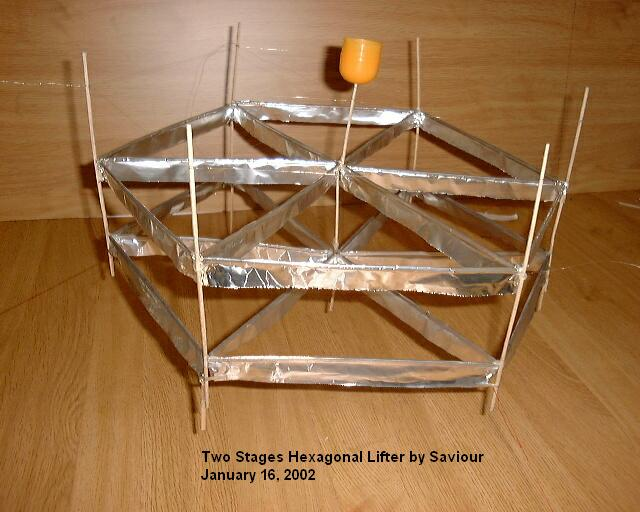 Two Stages Hexagonal Lifter by Saviour
January 16, 2002